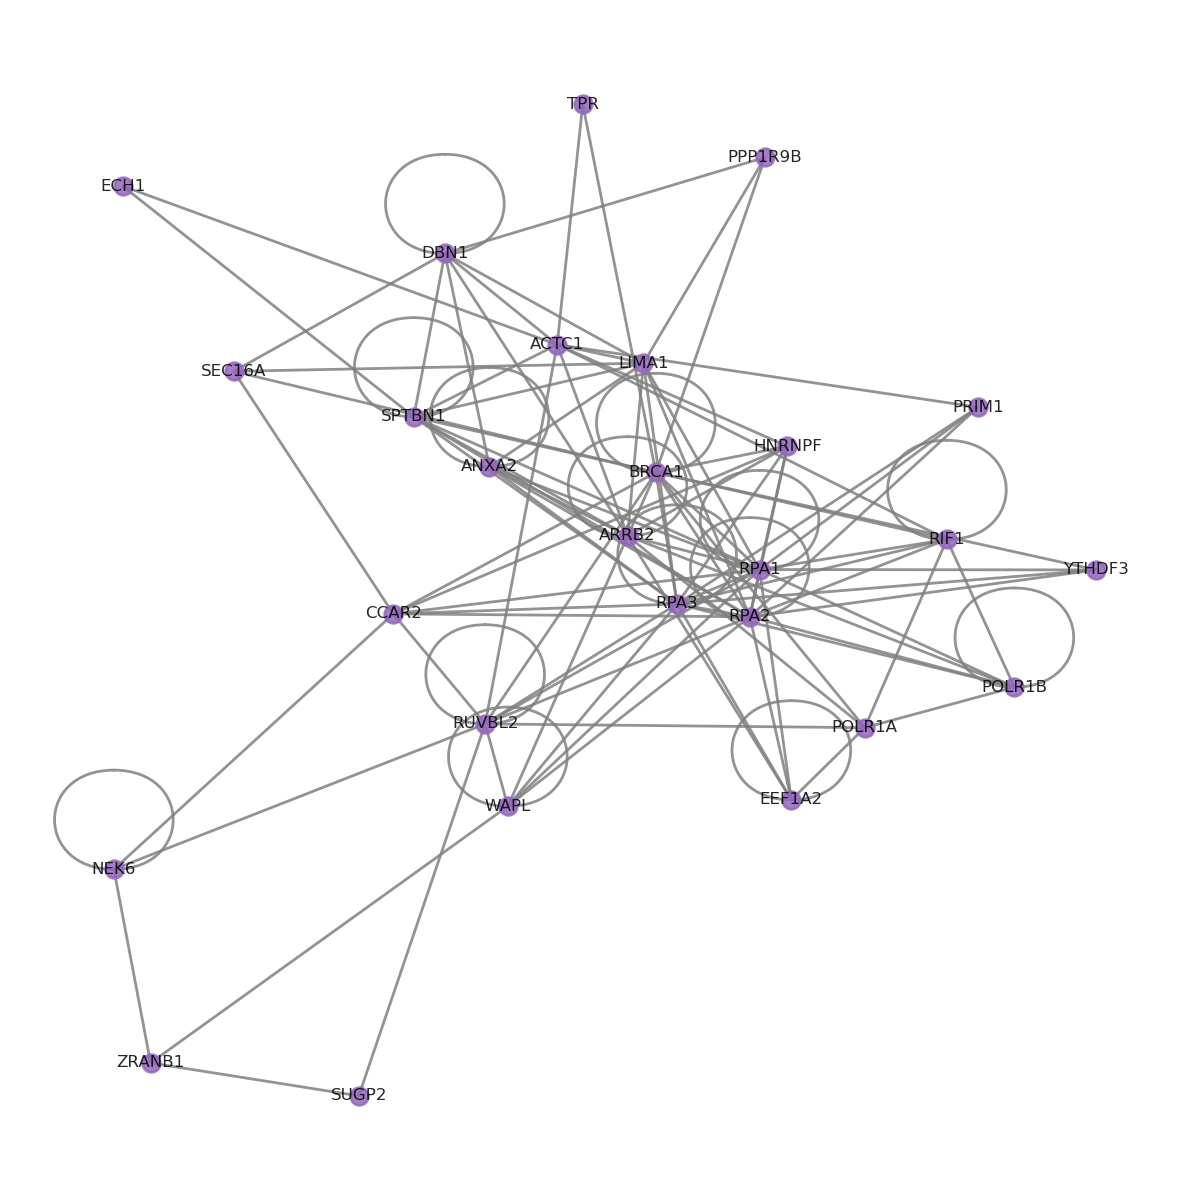 TPR
PPP1R9B
ECH1
DBN1
ACTC1
LIMA1
SEC16A
PRIM1
SPTBN1
HNRNPF
ANXA2
BRCA1
ARRB2
RIF1
RPA1
YTHDF3
RPA3
CCAR2
RPA2
POLR1B
RUVBL2
POLR1A
EEF1A2
WAPL
NEK6
ZRANB1
SUGP2